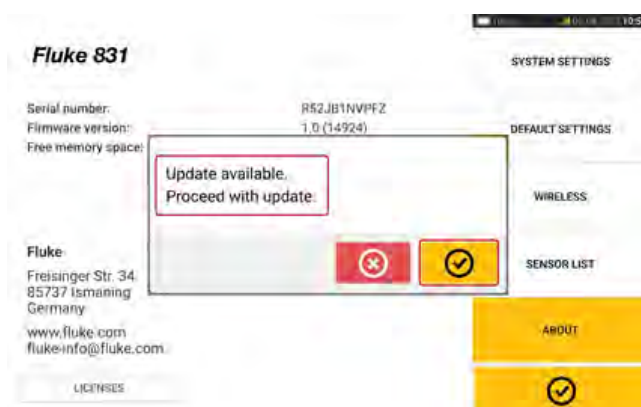 Fluke 831
SYSTEM SETTINGS
Serial number:
R52JB1NVPFZ
Firmware version:
1.0 (14924)
DEFAULT SETTINGS
Free memory space:
Update available.
Proceed with update
WIRELESS
Fluke
SENSOR LIST
Freisinger Str. 34
85737 Ismaning
Germany
ABOUT
www.fluke.com
fluke-info@fluke.com
LICENSES